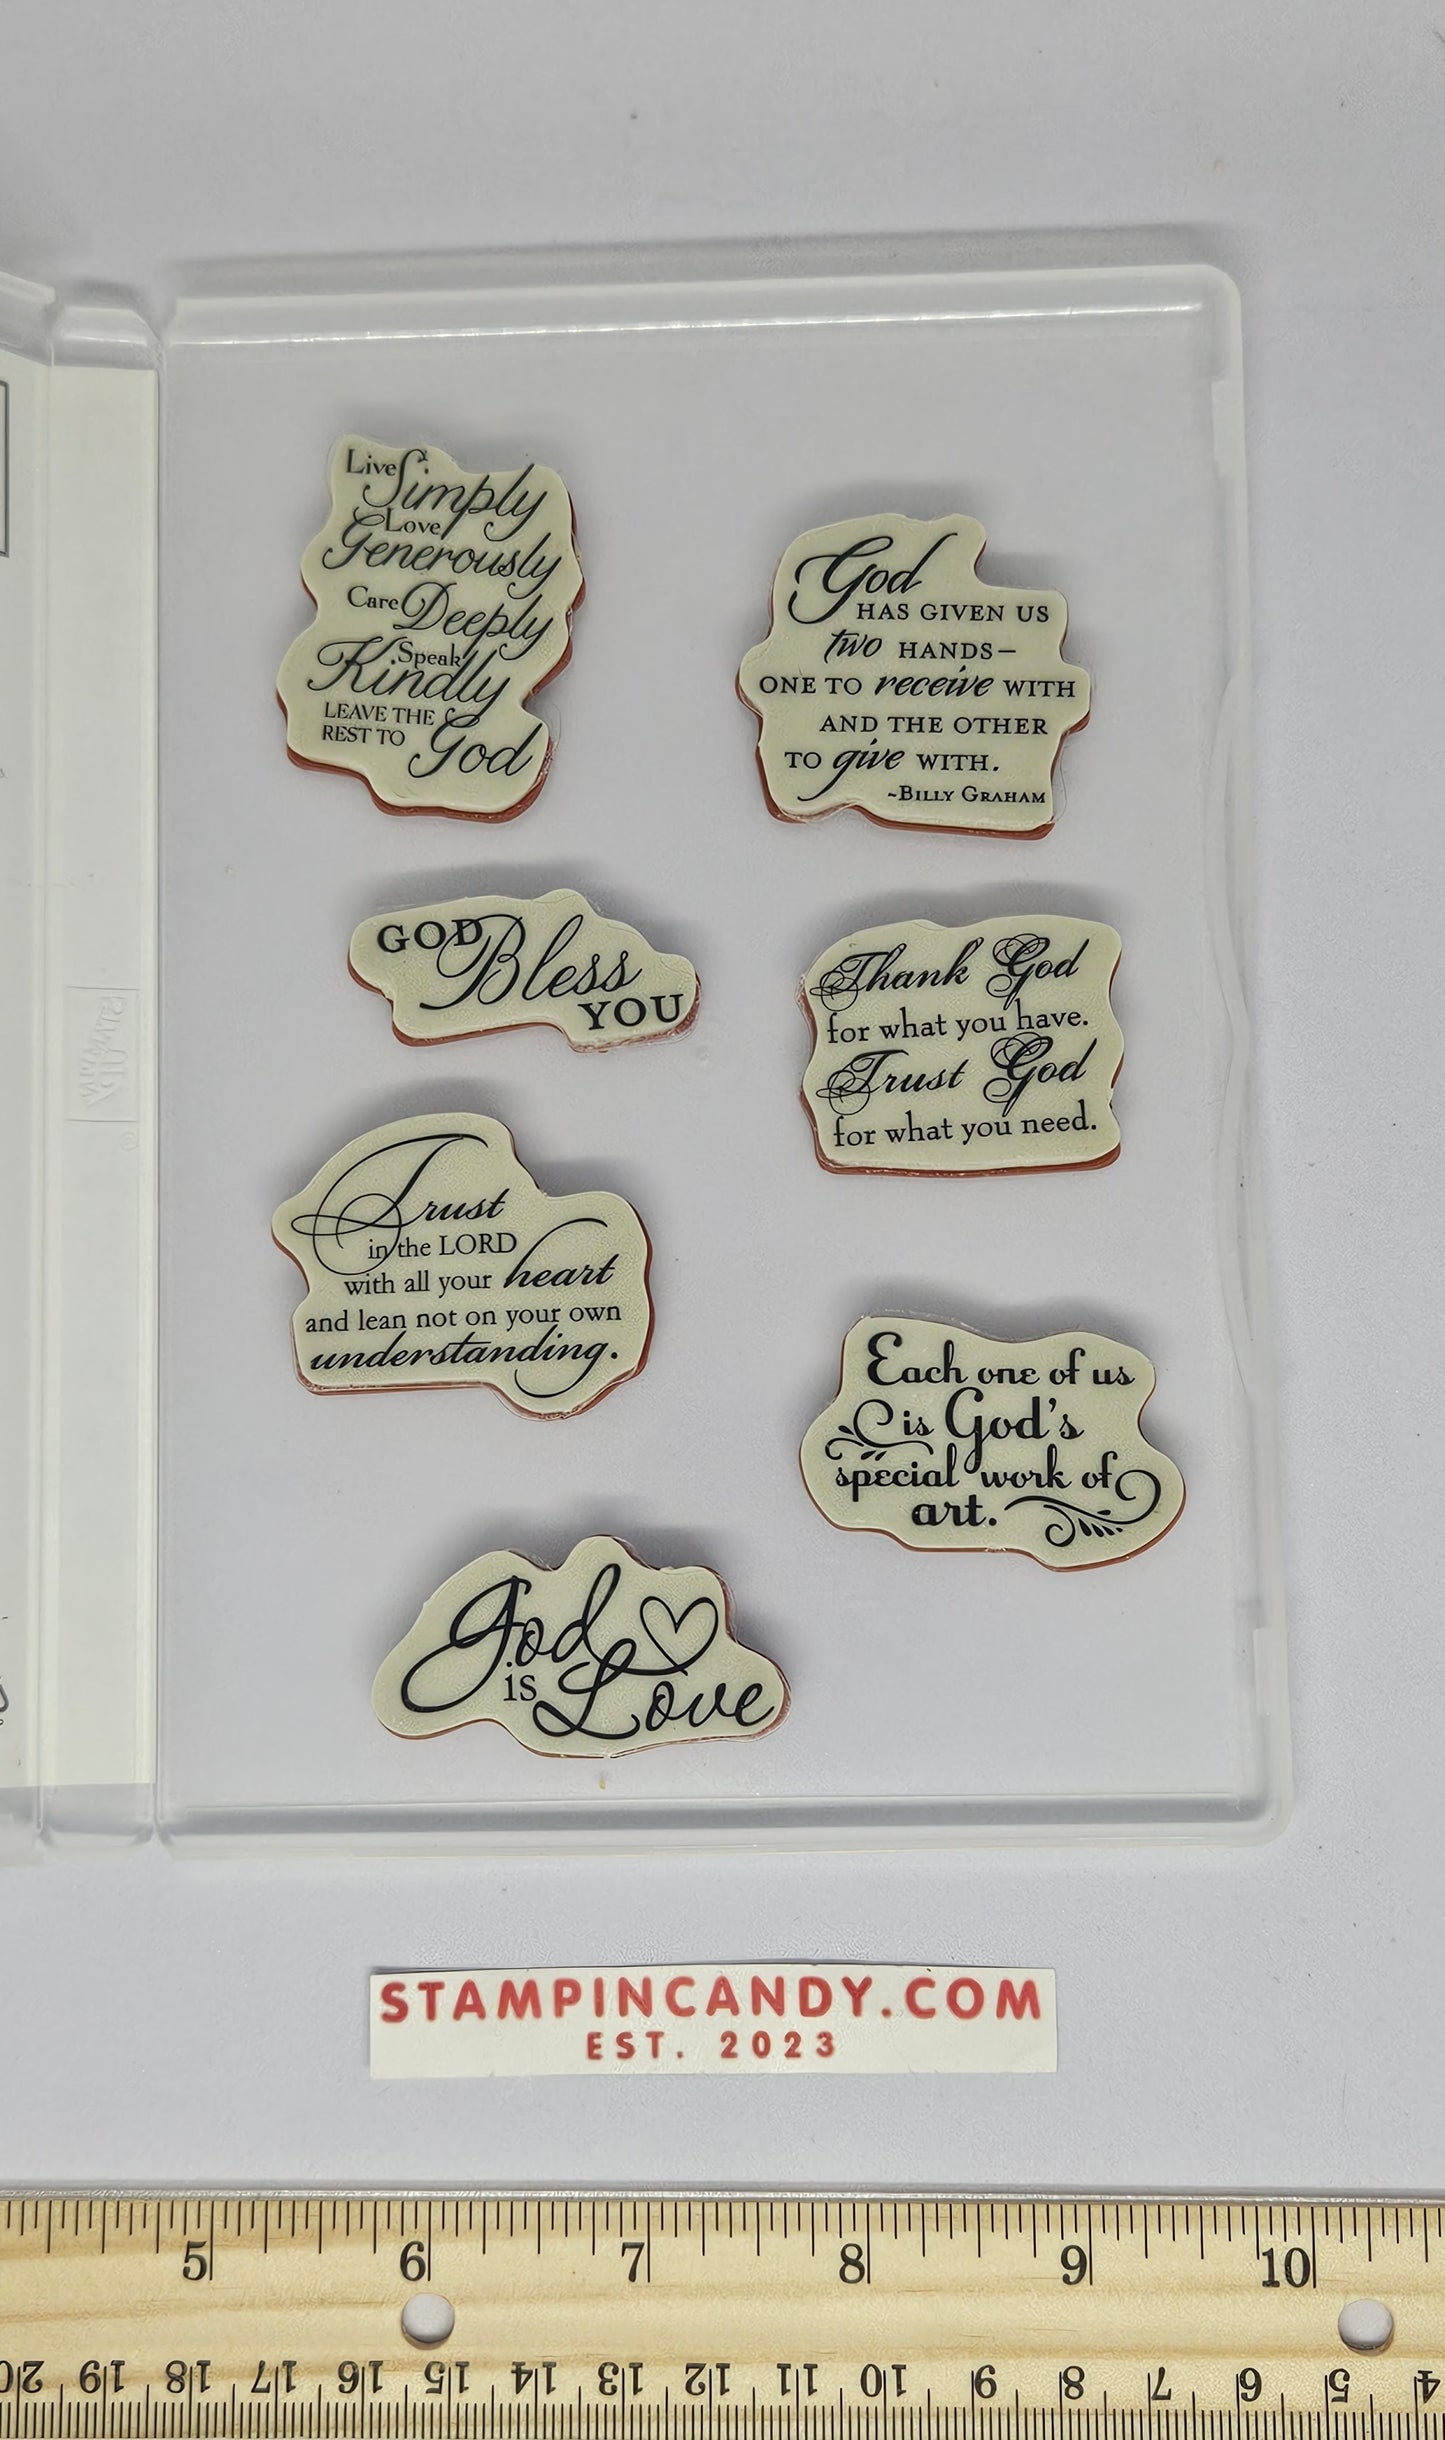 Live Simply
Love
Generously
Care Deeply
Speak
Kindly
LEAVE THE
REST TO God
God
HAS GIVEN US
two HANDS–
ONE TO receive WITH
AND THE OTHER
TO give WITH.
~BILLY GRAHAM
GOD Bless
YOU
Thank God
for what you have.
Trust God
for what you need.
Trust
in the LORD
with all your heart
and lean not on your own
understanding.
Each one of us
is God's
special work of
art.
God
is Love
STAMPINCANDY.COM
EST. 2023
5 6 7 8 9 10
20 19 18 17 16 15 14 13 12 11 10 9 8 7 6 5 4